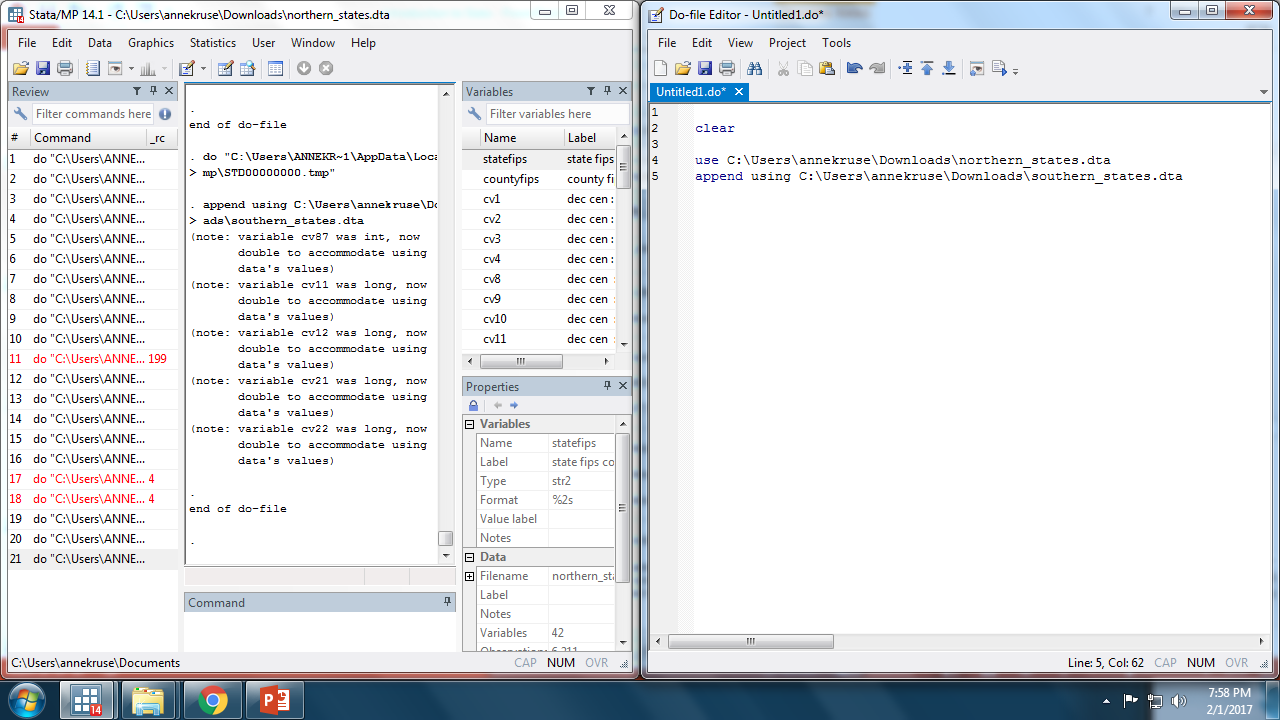 Stata/MP 14.1 - C:\Users\annekruse\Downloads\northern_states.dta
File Edit Data Graphics Statistics User Window Help
14
Review
Filter commands here
# Command _rc
1 do "C:\Users\ANNE...
2 do "C:\Users\ANNE...
3 do "C:\Users\ANNE...
4 do "C:\Users\ANNE...
5 do "C:\Users\ANNE...
6 do "C:\Users\ANNE...
7 do "C:\Users\ANNE...
8 do "C:\Users\ANNE...
9 do "C:\Users\ANNE...
10 do "C:\Users\ANNE...
11 do "C:\Users\ANNE... 199
12 do "C:\Users\ANNE...
13 do "C:\Users\ANNE...
14 do "C:\Users\ANNE...
15 do "C:\Users\ANNE...
16 do "C:\Users\ANNE...
17 do "C:\Users\ANNE... 4
18 do "C:\Users\ANNE... 4
19 do "C:\Users\ANNE...
20 do "C:\Users\ANNE...
21 do "C:\Users\ANNE...
.
end of do-file
. do "C:\Users\ANNEKR~1\AppData\Loca
> mp\STD00000000.tmp"
. append using C:\Users\annekruse\Do
> ads\southern_states.dta
(note: variable cv87 was int, now
double to accommodate using
data's values)
(note: variable cv11 was long, now
double to accommodate using
data's values)
(note: variable cv12 was long, now
double to accommodate using
data's values)
(note: variable cv21 was long, now
double to accommodate using
data's values)
(note: variable cv22 was long, now
double to accommodate using
data's values)
.
end of do-file
.
Command
Variables
Filter variables here
Name Label
statefips state fips
countyfips county fi
cv1 dec cen :
cv2 dec cen :
cv3 dec cen :
cv4 dec cen :
cv8 dec cen
cv9 dec cen
cv10 dec cen
cv11 dec cen
Properties
Variables
Name statefips
Label state fips co
Type str2
Format %2s
Value label
Notes
Data
Filename northern_sta
Label
Notes
Variables 42
C:\Users\annekruse\Documents CAP NUM OVR
Do-file Editor - Untitled1.do*
File Edit View Project Tools
Untitled1.do*
1
2 clear
3
4 use C:\Users\annekruse\Downloads\northern_states.dta
5 append using C:\Users\annekruse\Downloads\southern_states.dta
Line: 5, Col: 62 CAP NUM OVR
14
7:58 PM
2/1/2017